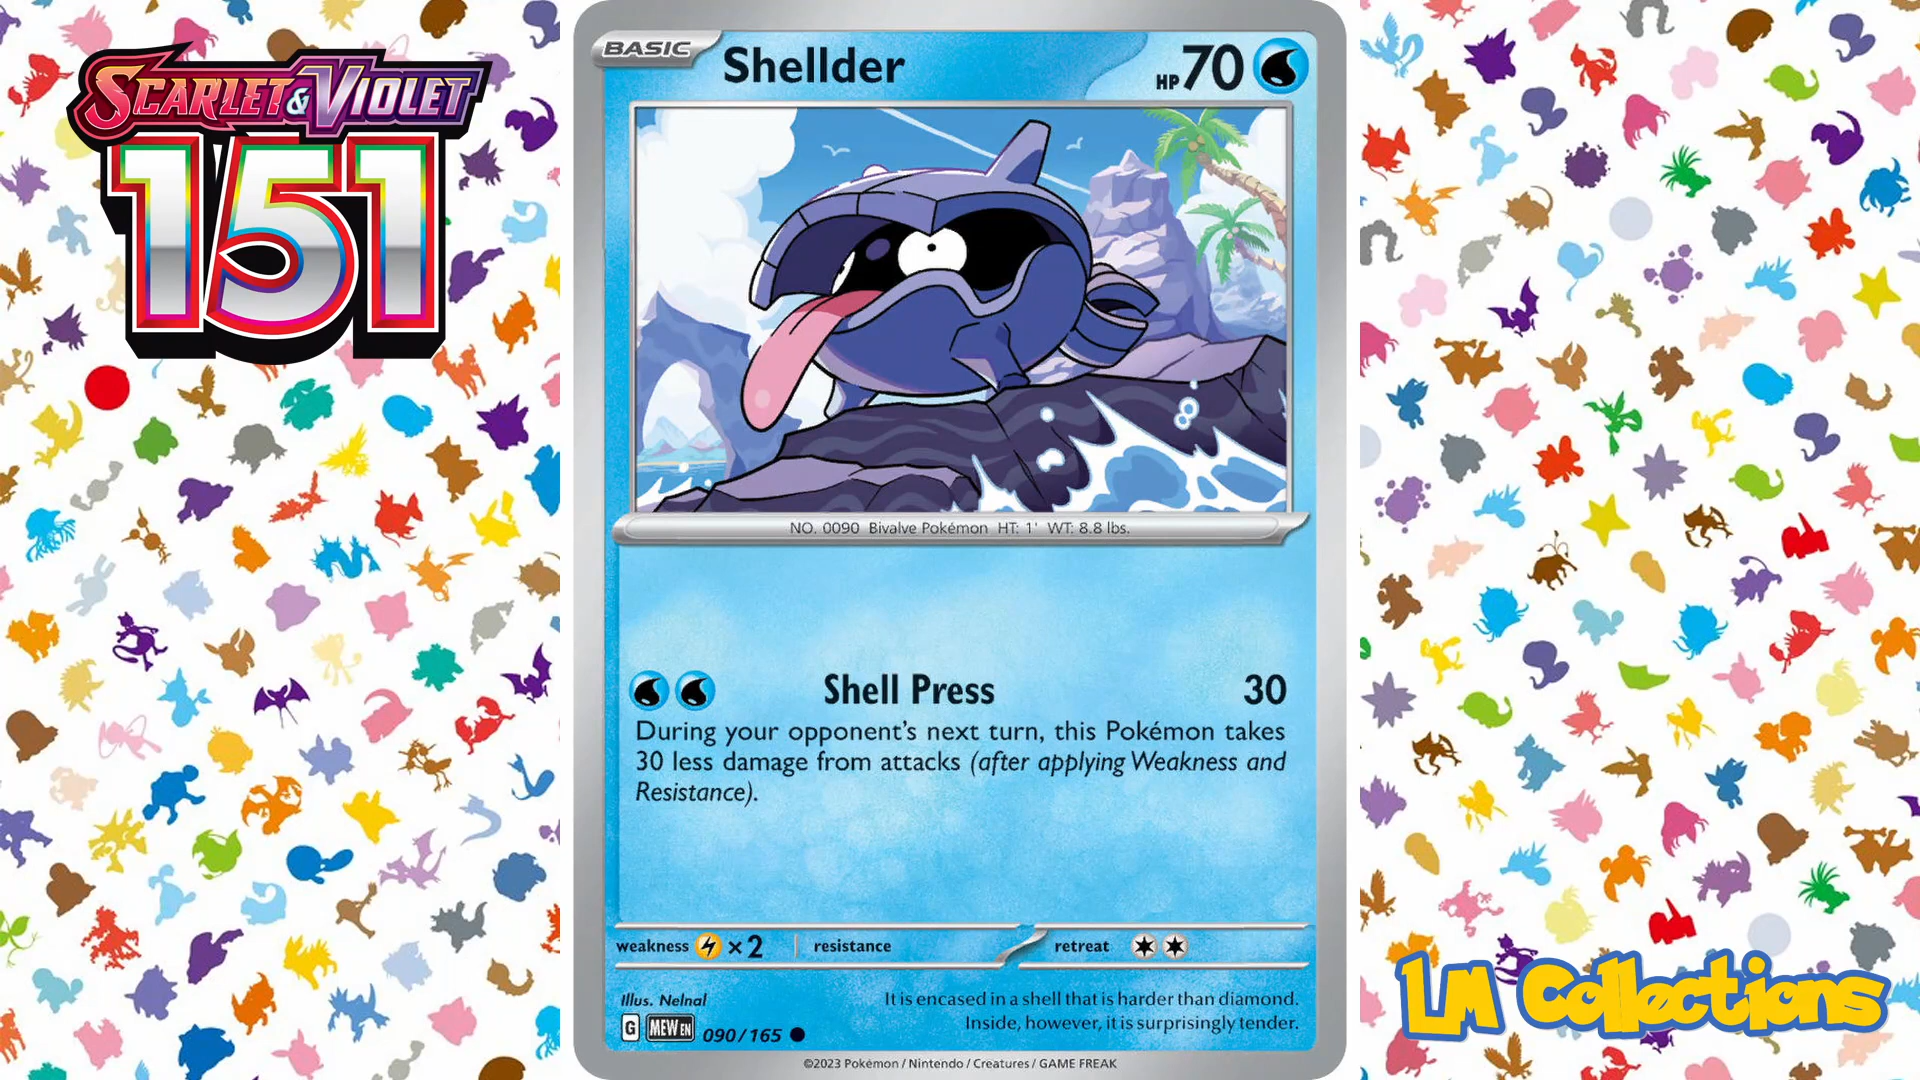 SCARLET & VIOLET
151
BASIC
Shellder
HP 70
NO. 0090 Bivalve Pokémon HT: 1' WT: 8.8 lbs.
Shell Press 30
During your opponent's next turn, this Pokémon takes
30 less damage from attacks (after applying Weakness and
Resistance).
weakness ×2 resistance retreat
Illus. Nelnal
It is encased in a shell that is harder than diamond.
Inside, however, it is surprisingly tender.
G MEW EN 090/165
©2023 Pokémon / Nintendo / Creatures / GAME FREAK
LM Collections